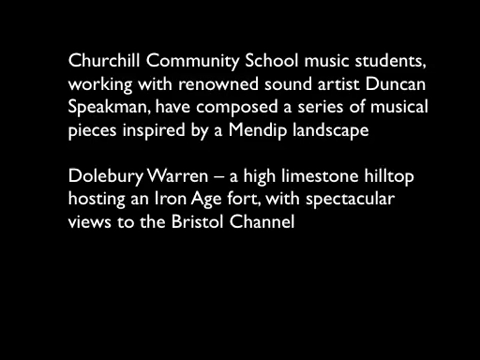 Churchill Community School music students,
working with renowned sound artist Duncan
Speakman, have composed a series of musical
pieces inspired by a Mendip landscape
Dolebury Warren – a high limestone hilltop
hosting an Iron Age fort, with spectacular
views to the Bristol Channel